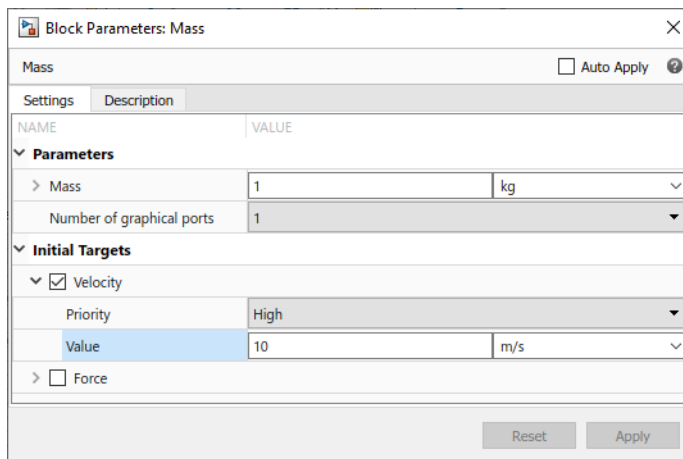 Block Parameters: Mass
Mass Auto Apply
Settings Description
NAME VALUE
Parameters
Mass 1 kg
Number of graphical ports 1
Initial Targets
Velocity
Priority High
Value 10 m/s
Force
Reset Apply